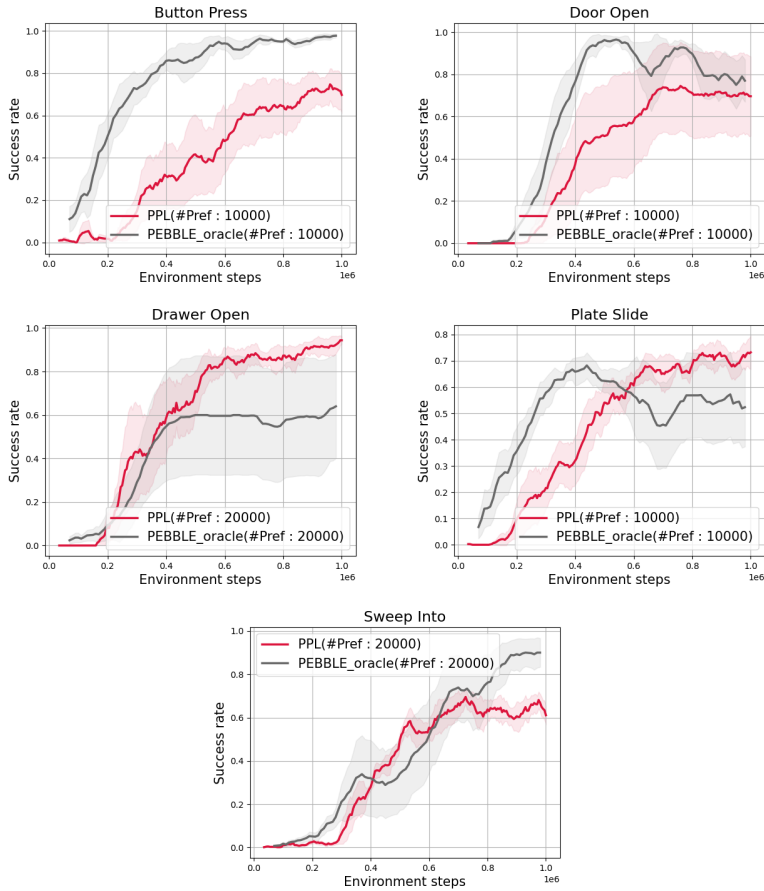 Button Press
Success rate
1.0
0.8
0.6
0.4
0.2
0.0
PPL(#Pref : 10000)
PEBBLE_oracle(#Pref : 10000)
0.0 0.2 0.4 0.6 0.8 1.0
Environment steps
1e6
Door Open
Success rate
1.0
0.8
0.6
0.4
0.2
0.0
PPL(#Pref : 10000)
PEBBLE_oracle(#Pref : 10000)
0.0 0.2 0.4 0.6 0.8 1.0
Environment steps
1e6
Drawer Open
Success rate
1.0
0.8
0.6
0.4
0.2
0.0
PPL(#Pref : 20000)
PEBBLE_oracle(#Pref : 20000)
0.0 0.2 0.4 0.6 0.8 1.0
Environment steps
1e6
Plate Slide
Success rate
0.8
0.7
0.6
0.5
0.4
0.3
0.2
0.1
0.0
PPL(#Pref : 10000)
PEBBLE_oracle(#Pref : 10000)
0.0 0.2 0.4 0.6 0.8 1.0
Environment steps
1e6
Sweep Into
Success rate
1.0
0.8
0.6
0.4
0.2
0.0
PPL(#Pref : 20000)
PEBBLE_oracle(#Pref : 20000)
0.0 0.2 0.4 0.6 0.8 1.0
Environment steps
1e6